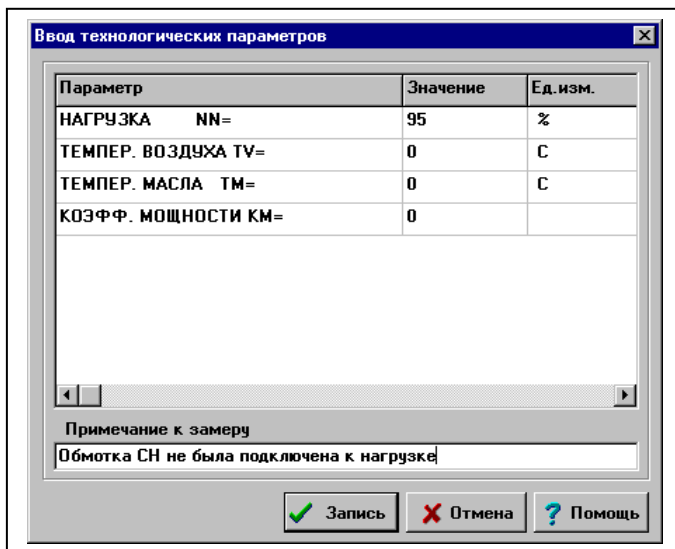 Ввод технологических параметров
Параметр Значение Ед.изм.
НАГРУЗКА NN= 95 %
ТЕМПЕР. ВОЗДУХА TV= 0 C
ТЕМПЕР. МАСЛА TM= 0 C
КОЭФФ. МОЩНОСТИ KM= 0
Примечание к замеру
Обмотка СН не была подключена к нагрузке
Запись Отмена Помощь